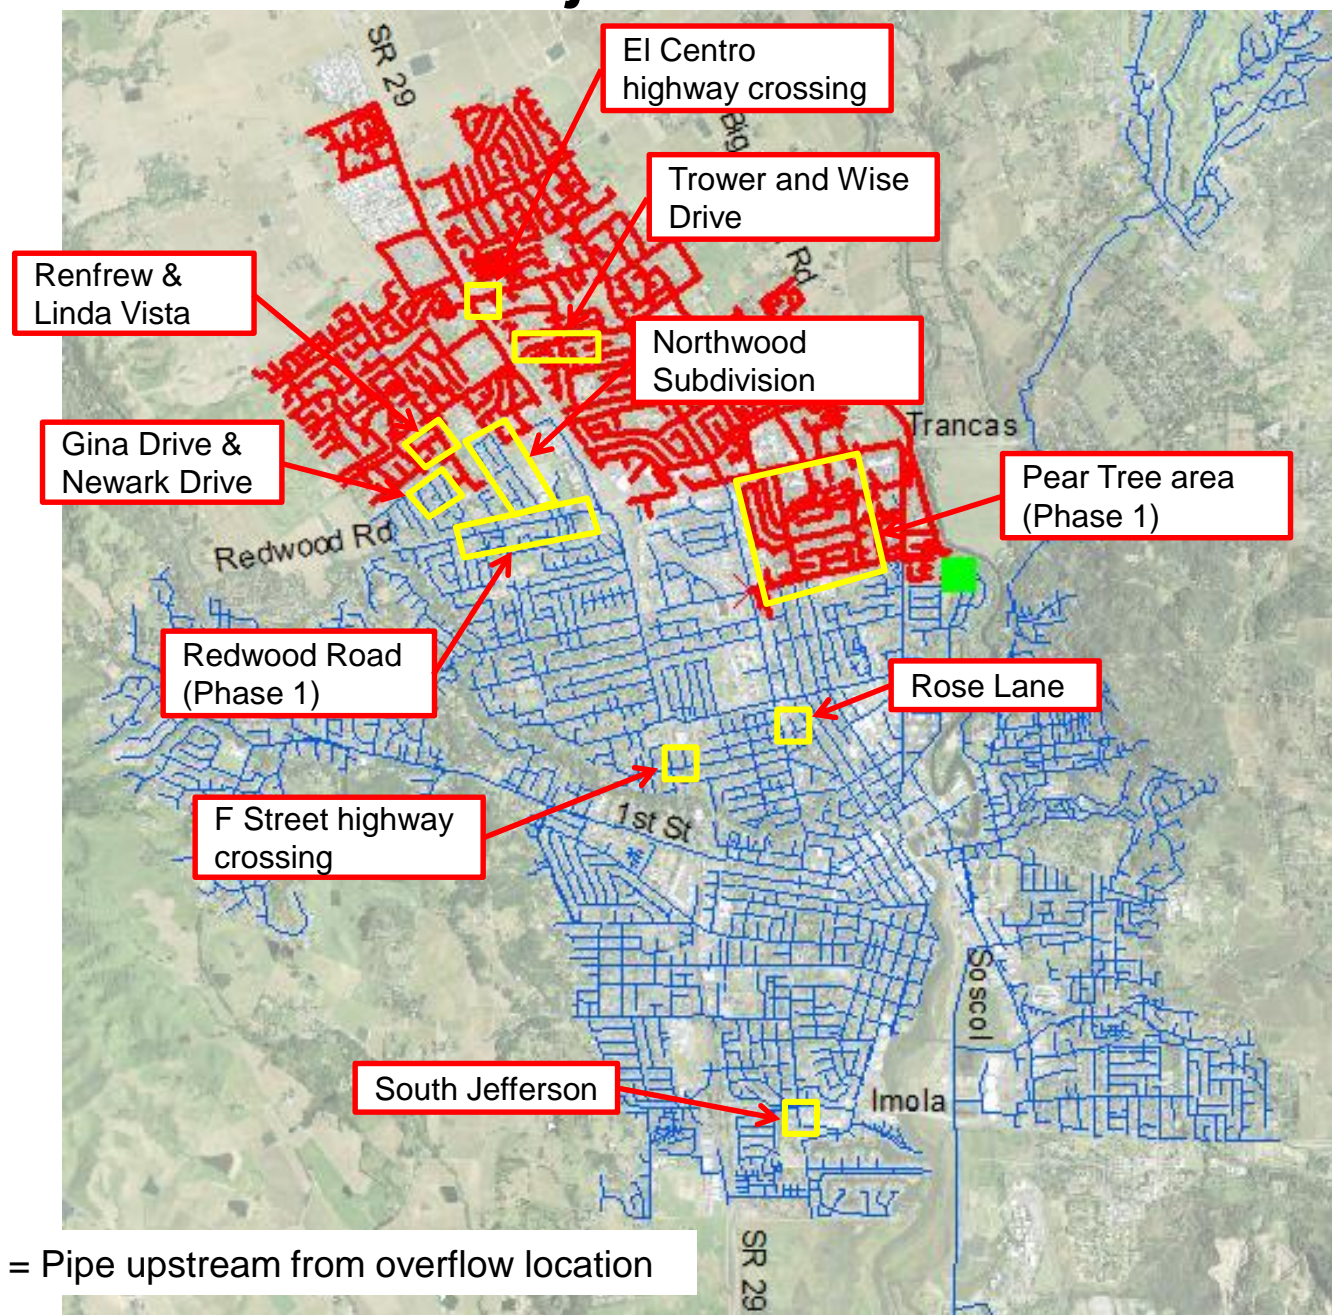 SR 29
El Centro
highway crossing
Big
Trower and Wise
Drive
Rd
Renfrew &
Linda Vista
Northwood
Subdivision
Trancas
Gina Drive &
Newark Drive
Pear Tree area
(Phase 1)
Redwood Rd
Redwood Road
(Phase 1)
Rose Lane
F Street highway
crossing
1st St
Soscol
South Jefferson
Imola
SR 29
= Pipe upstream from overflow location